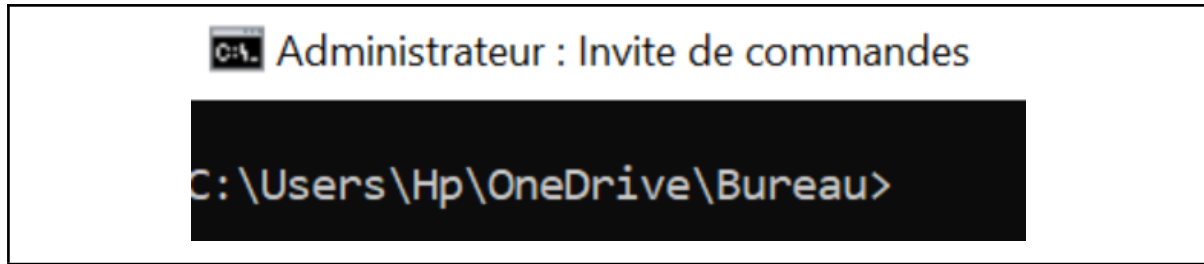 C:\. Administrateur : Invite de commandes
C:\Users\Hp\OneDrive\Bureau>